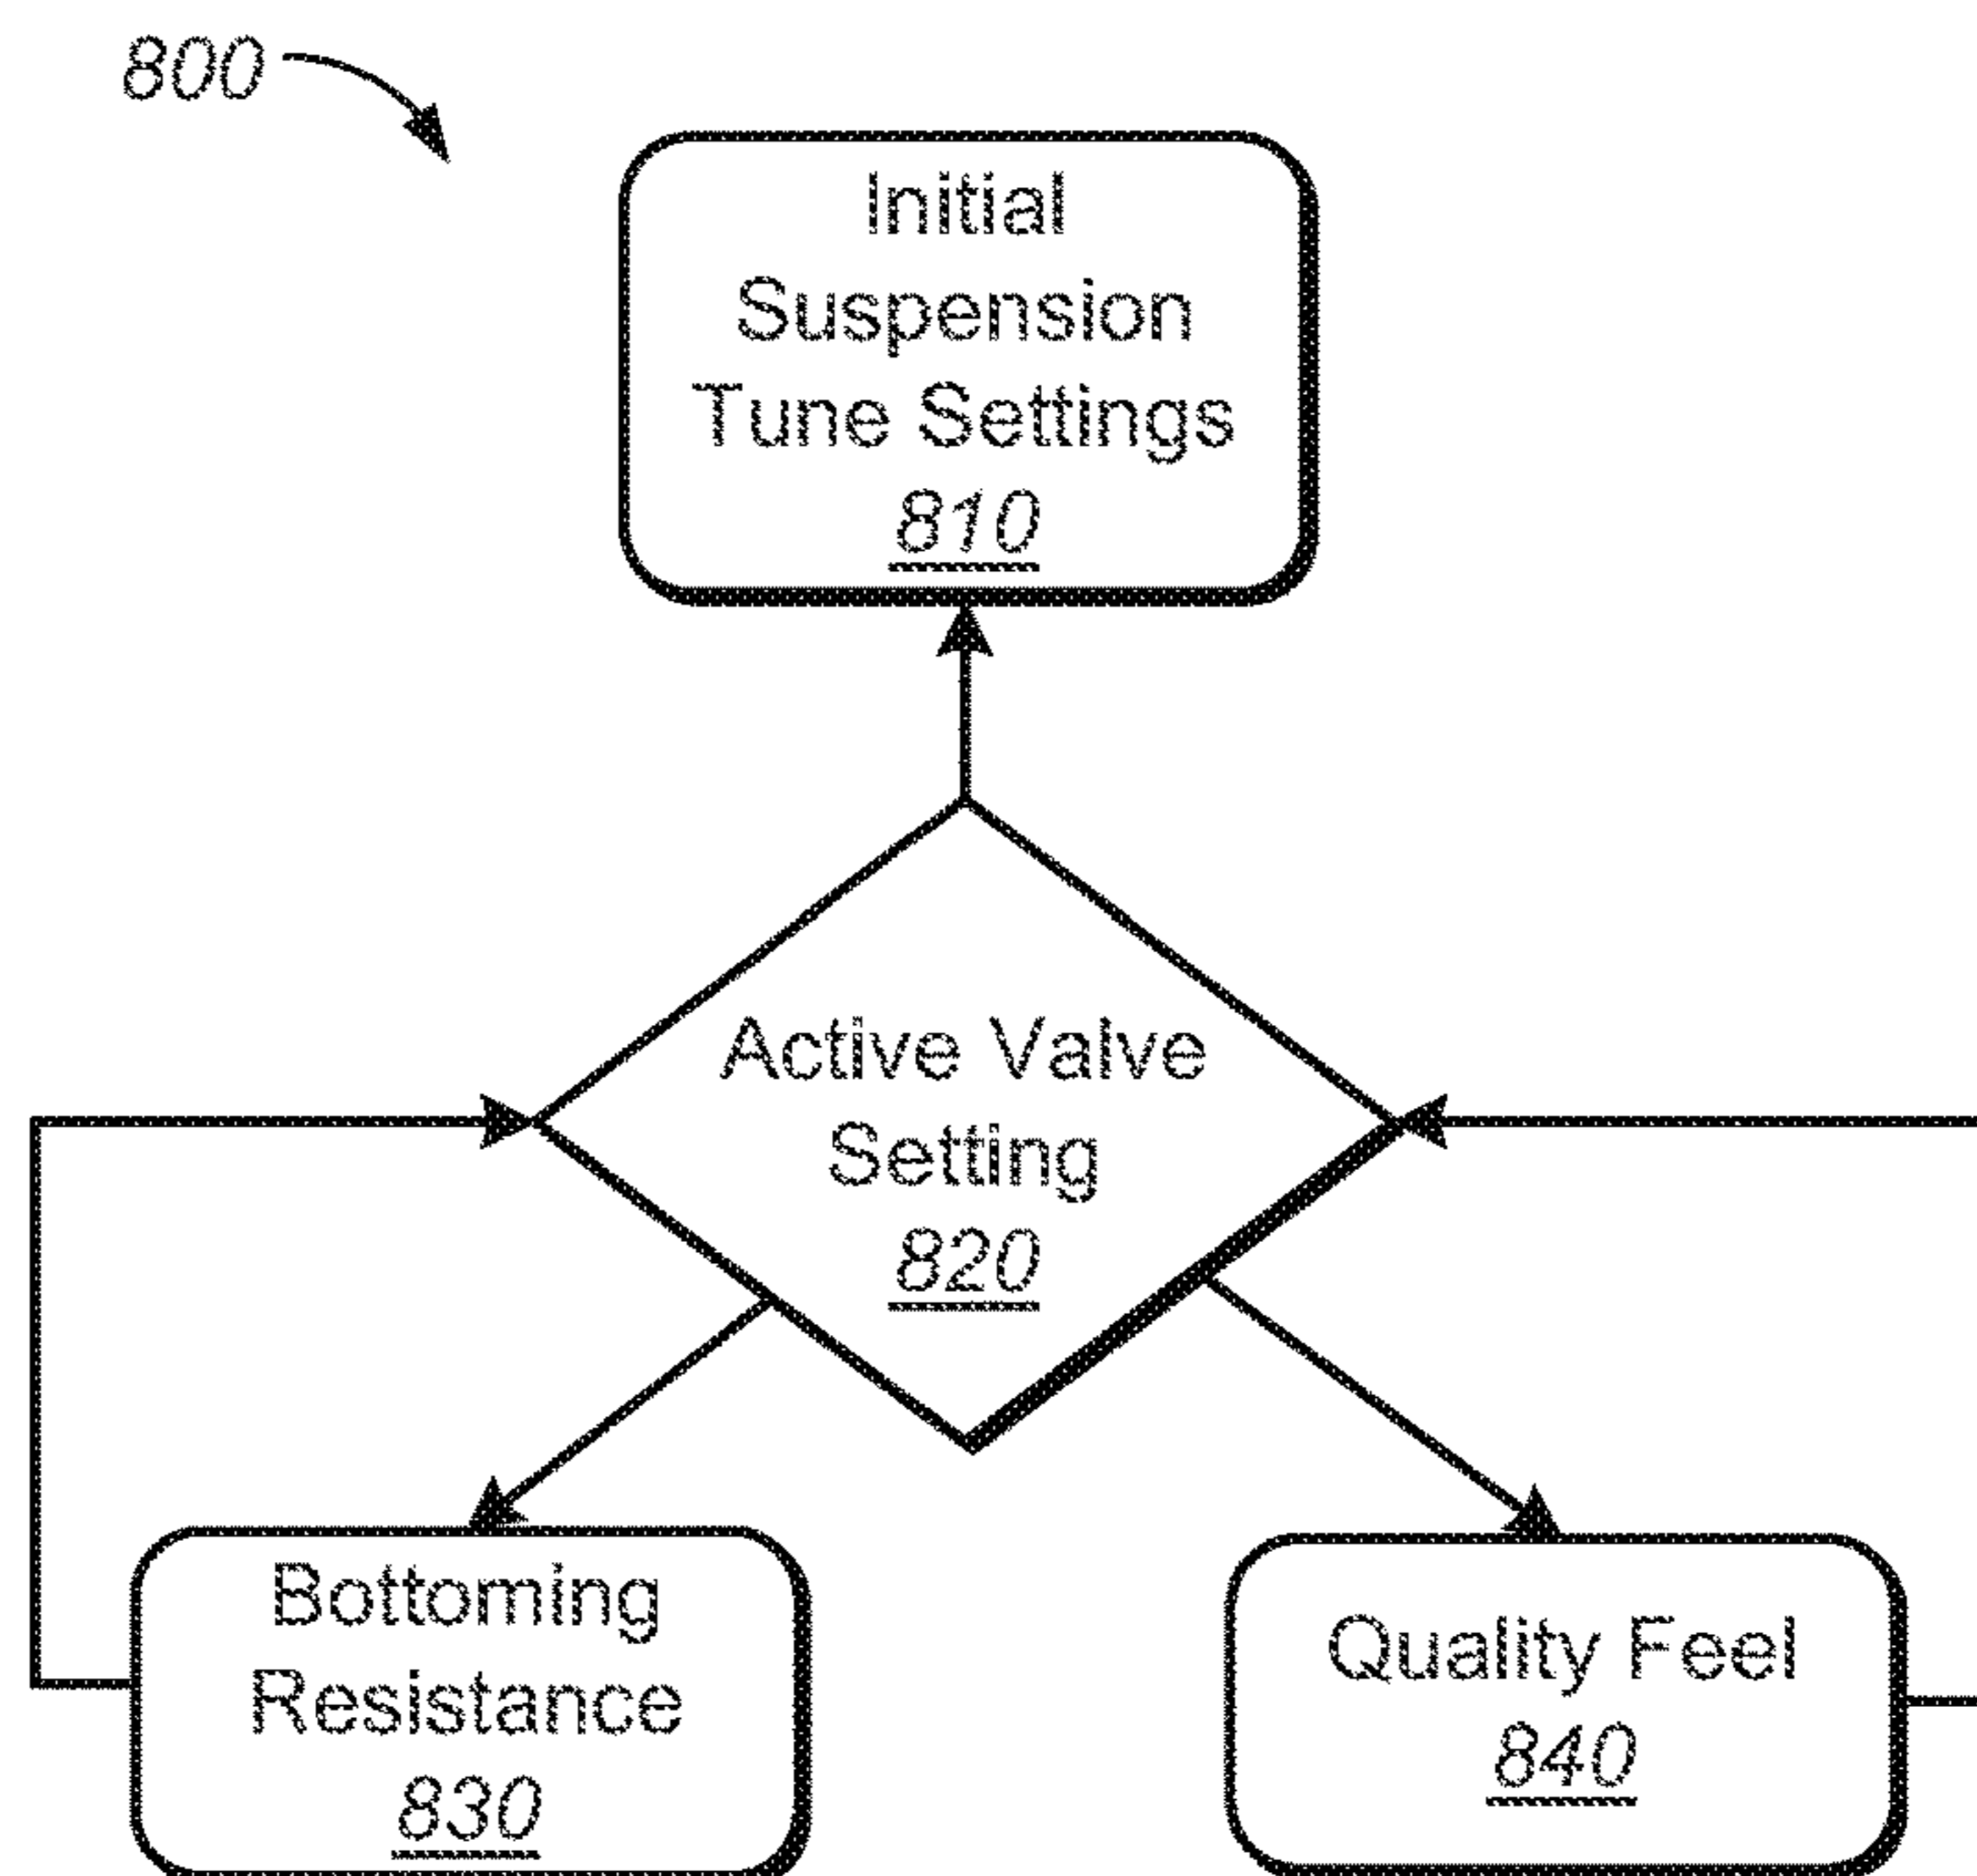 800
Initial
Suspension
Tune Settings
810
Active Valve
Setting
820
Bottoming
Resistance
830
Quality Feel
840